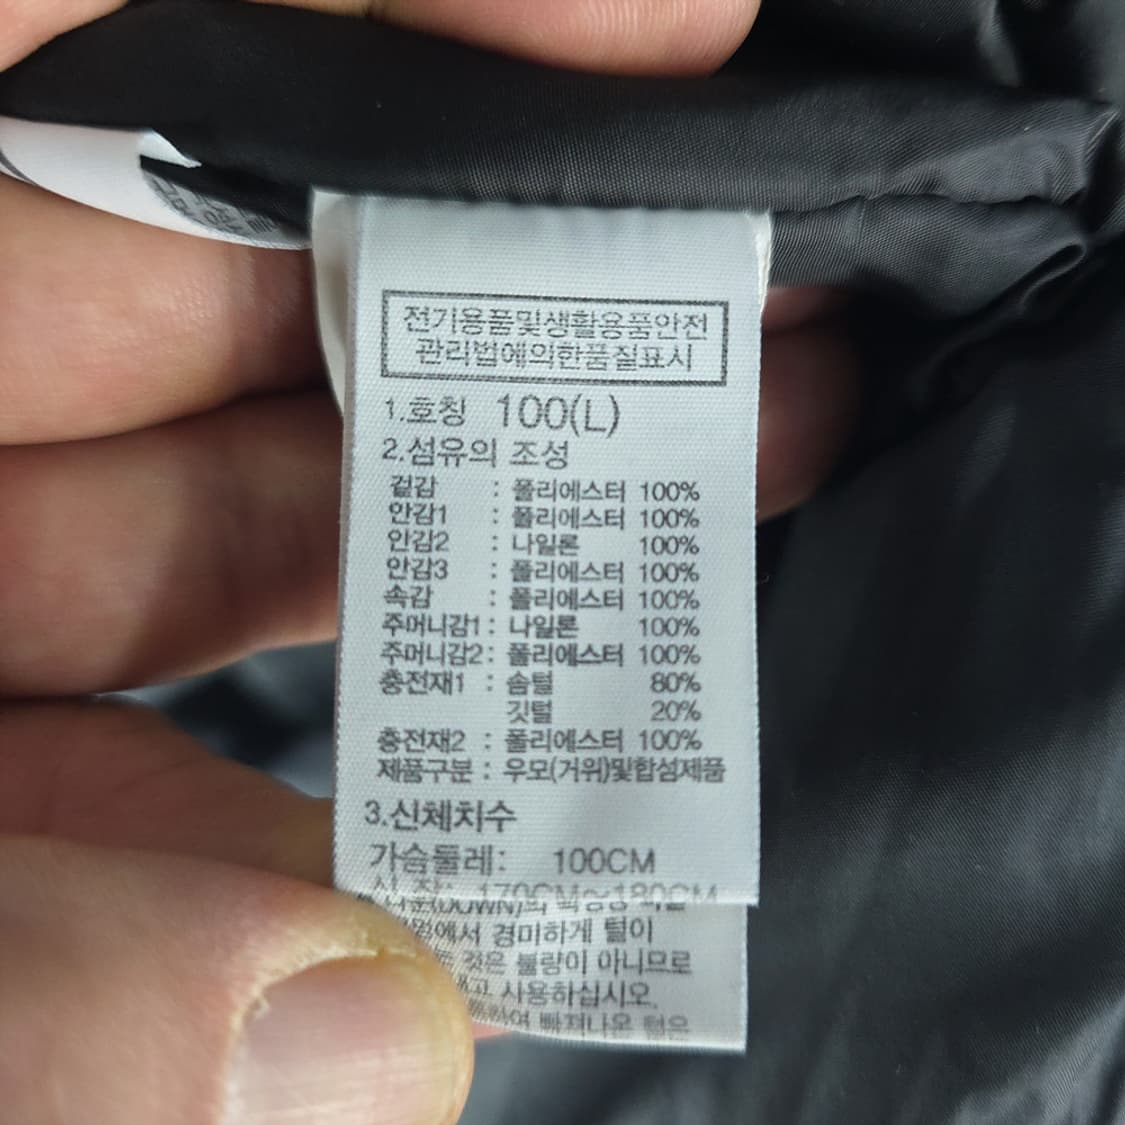 전기용품및생활용품안전
관리법에의한품질표시
1.호칭 100(L)
2.섬유의 조성
겉감 : 폴리에스터 100%
안감1 : 폴리에스터 100%
안감2 : 나일론 100%
안감3 : 폴리에스터 100%
속감 : 폴리에스터 100%
주머니감1: 나일론 100%
주머니감2: 폴리에스터 100%
충전재1 : 솜털 80%
깃털 20%
충전재2 : 폴리에스터 100%
제품구분 : 우모(거위)및합성제품
3.신체치수
가슴둘레: 100CM
신 장: 170CM~180CM
경미하게 털이
것은 불량이 아니므로
사용하십시오.
빠져나온 털은